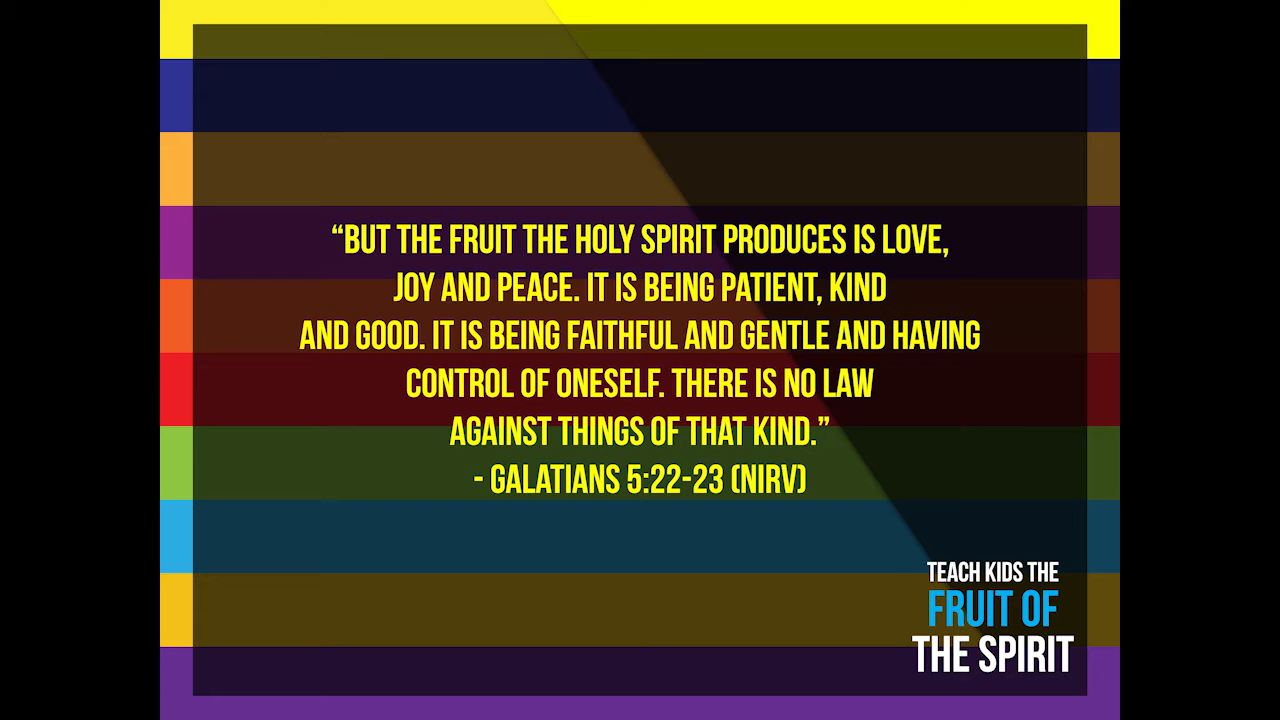 “BUT THE FRUIT THE HOLY SPIRIT PRODUCES IS LOVE,
JOY AND PEACE. IT IS BEING PATIENT, KIND
AND GOOD. IT IS BEING FAITHFUL AND GENTLE AND HAVING
CONTROL OF ONESELF. THERE IS NO LAW
AGAINST THINGS OF THAT KIND.”
- GALATIANS 5:22-23 (NIRV)
TEACH KIDS THE
FRUIT OF
THE SPIRIT